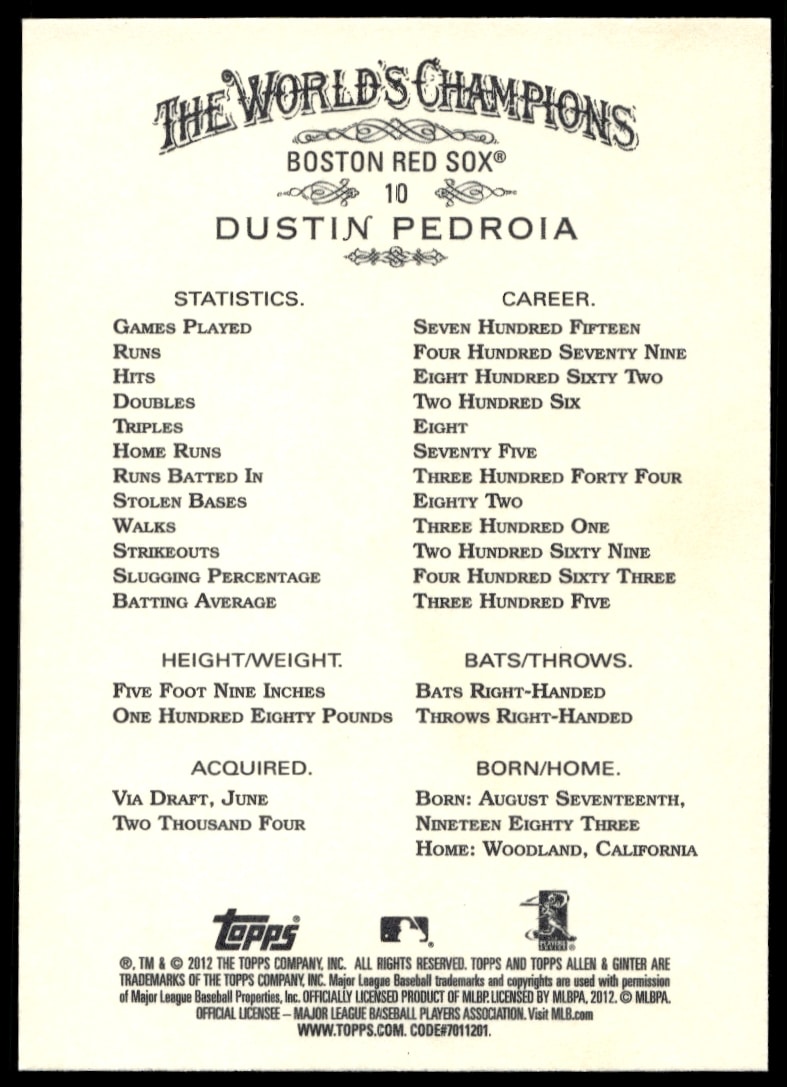 THE WORLD'S CHAMPIONS
BOSTON RED SOX®
10
DUSTIN PEDROIA
STATISTICS.
GAMES PLAYED
RUNS
HITS
DOUBLES
TRIPLES
HOME RUNS
RUNS BATTED IN
STOLEN BASES
WALKS
STRIKEOUTS
SLUGGING PERCENTAGE
BATTING AVERAGE
CAREER.
SEVEN HUNDRED FIFTEEN
FOUR HUNDRED SEVENTY NINE
EIGHT HUNDRED SIXTY TWO
TWO HUNDRED SIX
EIGHT
SEVENTY FIVE
THREE HUNDRED FORTY FOUR
EIGHTY TWO
THREE HUNDRED ONE
TWO HUNDRED SIXTY NINE
FOUR HUNDRED SIXTY THREE
THREE HUNDRED FIVE
HEIGHT/WEIGHT.
FIVE FOOT NINE INCHES
ONE HUNDRED EIGHTY POUNDS
BATS/THROWS.
BATS RIGHT-HANDED
THROWS RIGHT-HANDED
ACQUIRED.
VIA DRAFT, JUNE
TWO THOUSAND FOUR
BORN/HOME.
BORN: AUGUST SEVENTEENTH,
NINETEEN EIGHTY THREE
HOME: WOODLAND, CALIFORNIA
Topps®
®, TM & © 2012 THE TOPPS COMPANY, INC. ALL RIGHTS RESERVED. TOPPS AND TOPPS ALLEN & GINTER ARE
TRADEMARKS OF THE TOPPS COMPANY, INC. Major League Baseball trademarks and copyrights are used with permission
of Major League Baseball Properties, Inc. OFFICIALLY LICENSED PRODUCT OF MLBP. LICENSED BY MLBPA, 2012. © MLBPA.
OFFICIAL LICENSEE – MAJOR LEAGUE BASEBALL PLAYERS ASSOCIATION. Visit MLB.com
WWW.TOPPS.COM. CODE#7011201.